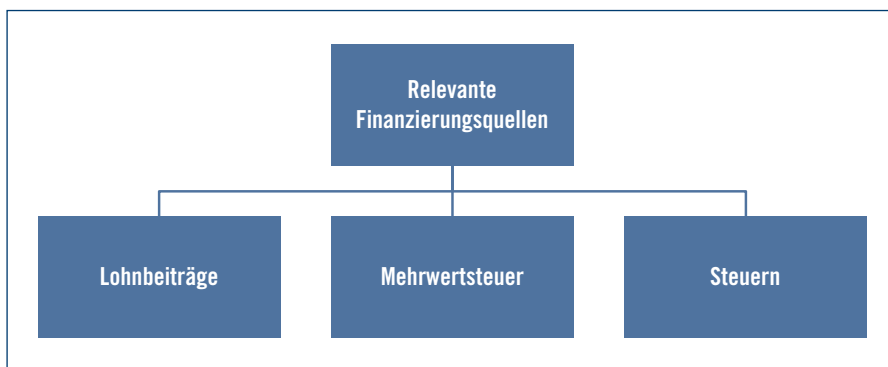 Relevante
Finanzierungsquellen
Lohnbeiträge
Mehrwertsteuer
Steuern